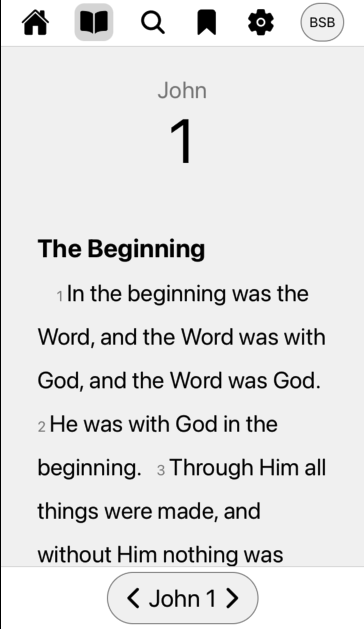 BSB
John
1
The Beginning
1 In the beginning was the
Word, and the Word was with
God, and the Word was God.
2 He was with God in the
beginning. 3 Through Him all
things were made, and
without Him nothing was
John 1